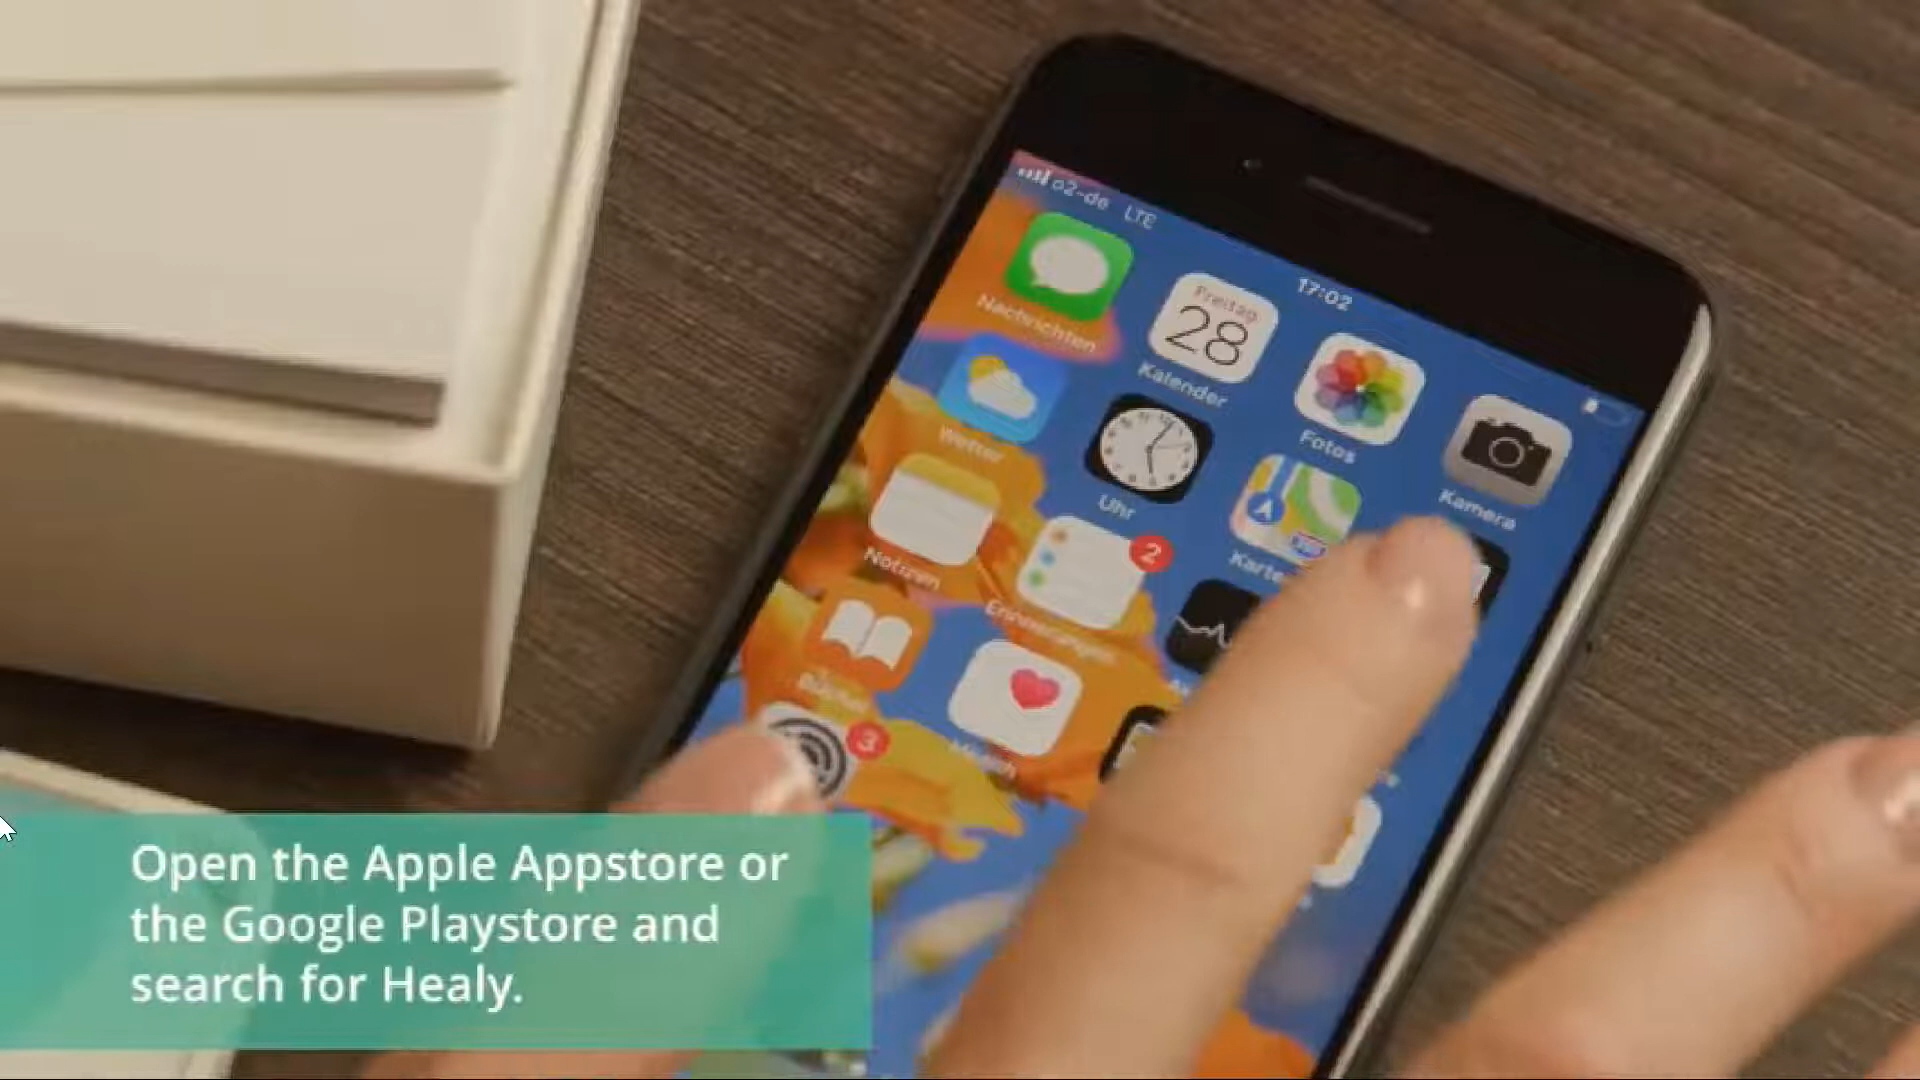 o2-de LTE
17:02
Nachrichten
Freitag
28
Kalender
Fotos
Kamera
Wetter
Uhr
Notizen
2
Erinnerungen
3
Open the Apple Appstore or
the Google Playstore and
search for Healy.